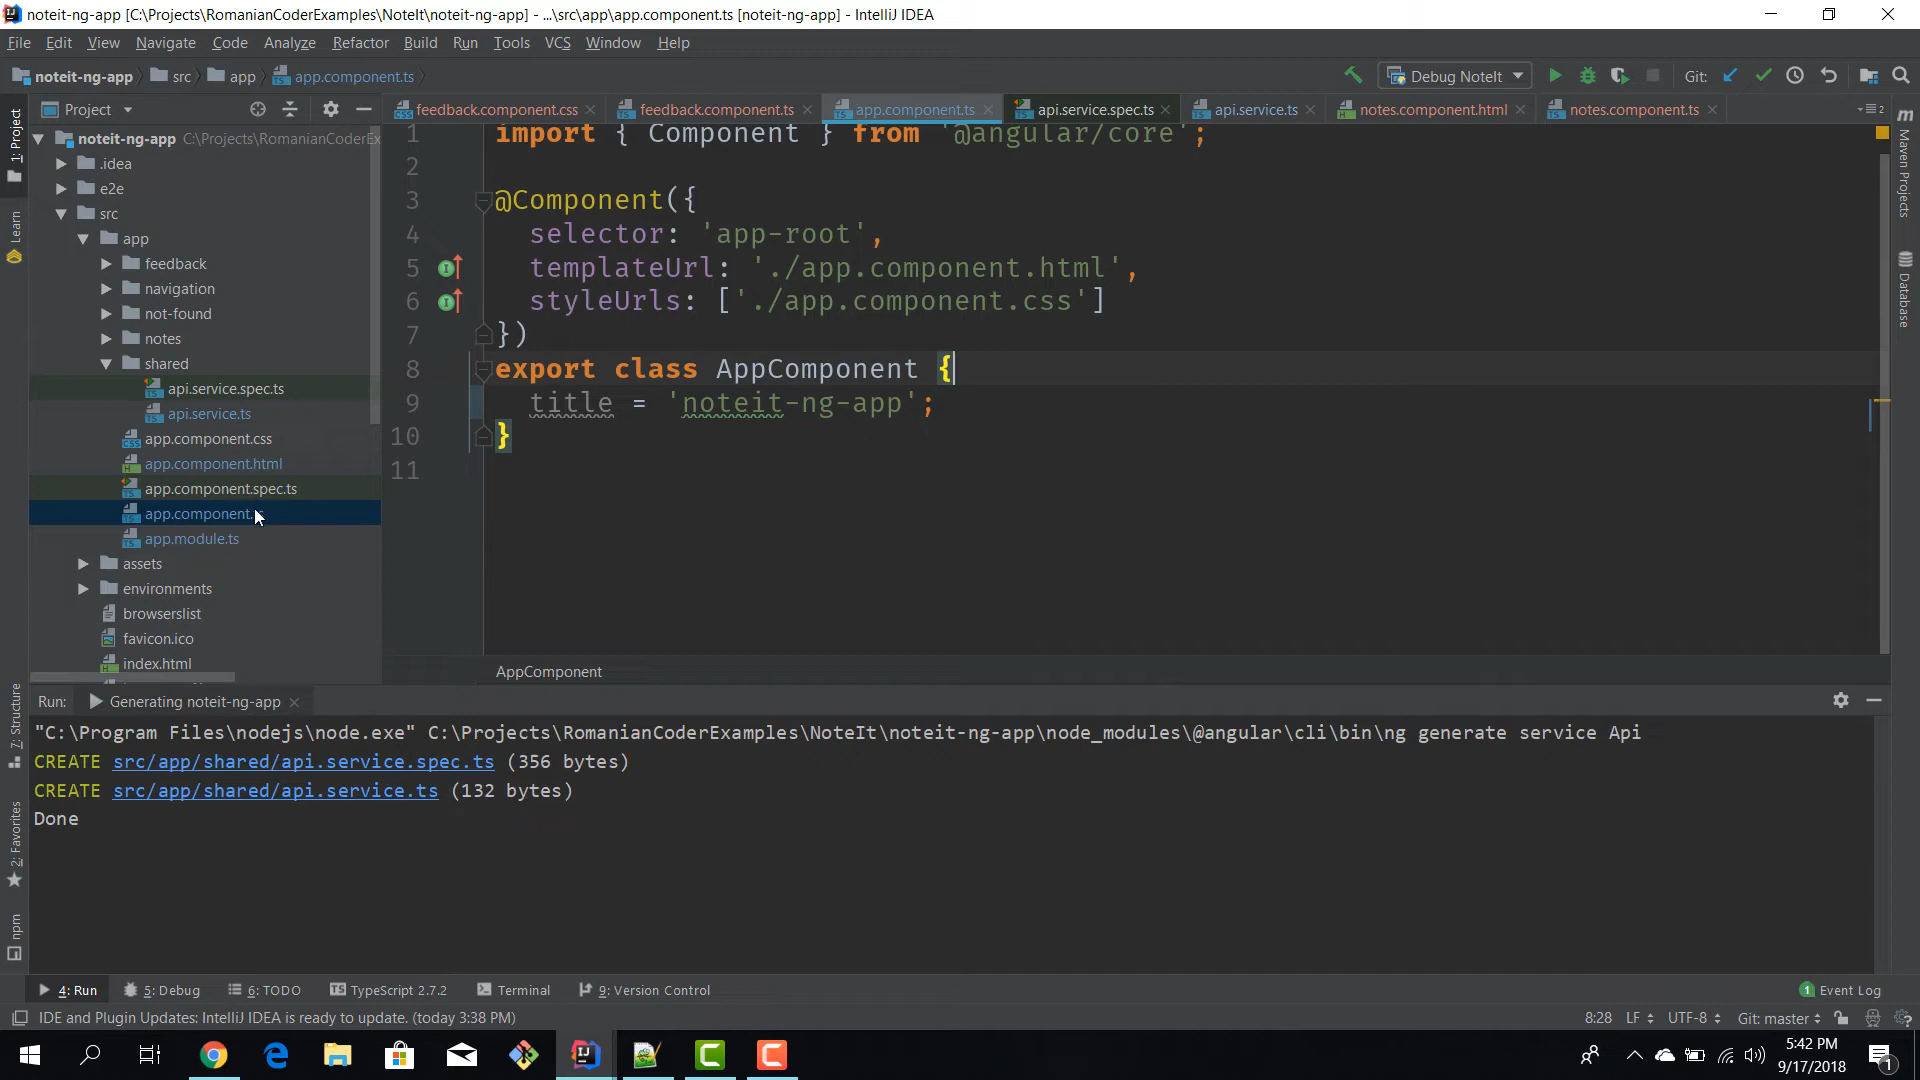 noteit-ng-app [C:\Projects\RomanianCoderExamples\NoteIt\noteit-ng-app] - ...\src\app\app.component.ts [noteit-ng-app] - IntelliJ IDEA
File Edit View Navigate Code Analyze Refactor Build Run Tools VCS Window Help
noteit-ng-app src app app.component.ts Debug NoteIt Git:
Project feedback.component.css feedback.component.ts app.component.ts api.service.spec.ts api.service.ts notes.component.html notes.component.ts 2
1: Project
Learn
7: Structure
2: Favorites
npm
Maven Projects
Database
noteit-ng-app C:\Projects\RomanianCoderEx
.idea
e2e
src
app
feedback
navigation
not-found
notes
shared
api.service.spec.ts
api.service.ts
app.component.css
app.component.html
app.component.spec.ts
app.component.
app.module.ts
assets
environments
browserslist
favicon.ico
index.html
1 import { Component } from '@angular/core';
2
3 @Component({
4 selector: 'app-root',
5 templateUrl: './app.component.html',
6 styleUrls: ['./app.component.css']
7 })
8 export class AppComponent {
9 title = 'noteit-ng-app';
10 }
11
AppComponent
Run: Generating noteit-ng-app
"C:\Program Files\nodejs\node.exe" C:\Projects\RomanianCoderExamples\NoteIt\noteit-ng-app\node_modules\@angular\cli\bin\ng generate service Api
CREATE src/app/shared/api.service.spec.ts (356 bytes)
CREATE src/app/shared/api.service.ts (132 bytes)
Done
4: Run 5: Debug 6: TODO TypeScript 2.7.2 Terminal 9: Version Control 1 Event Log
IDE and Plugin Updates: IntelliJ IDEA is ready to update. (today 3:38 PM) 8:28 LF UTF-8 Git: master
5:42 PM
9/17/2018
1